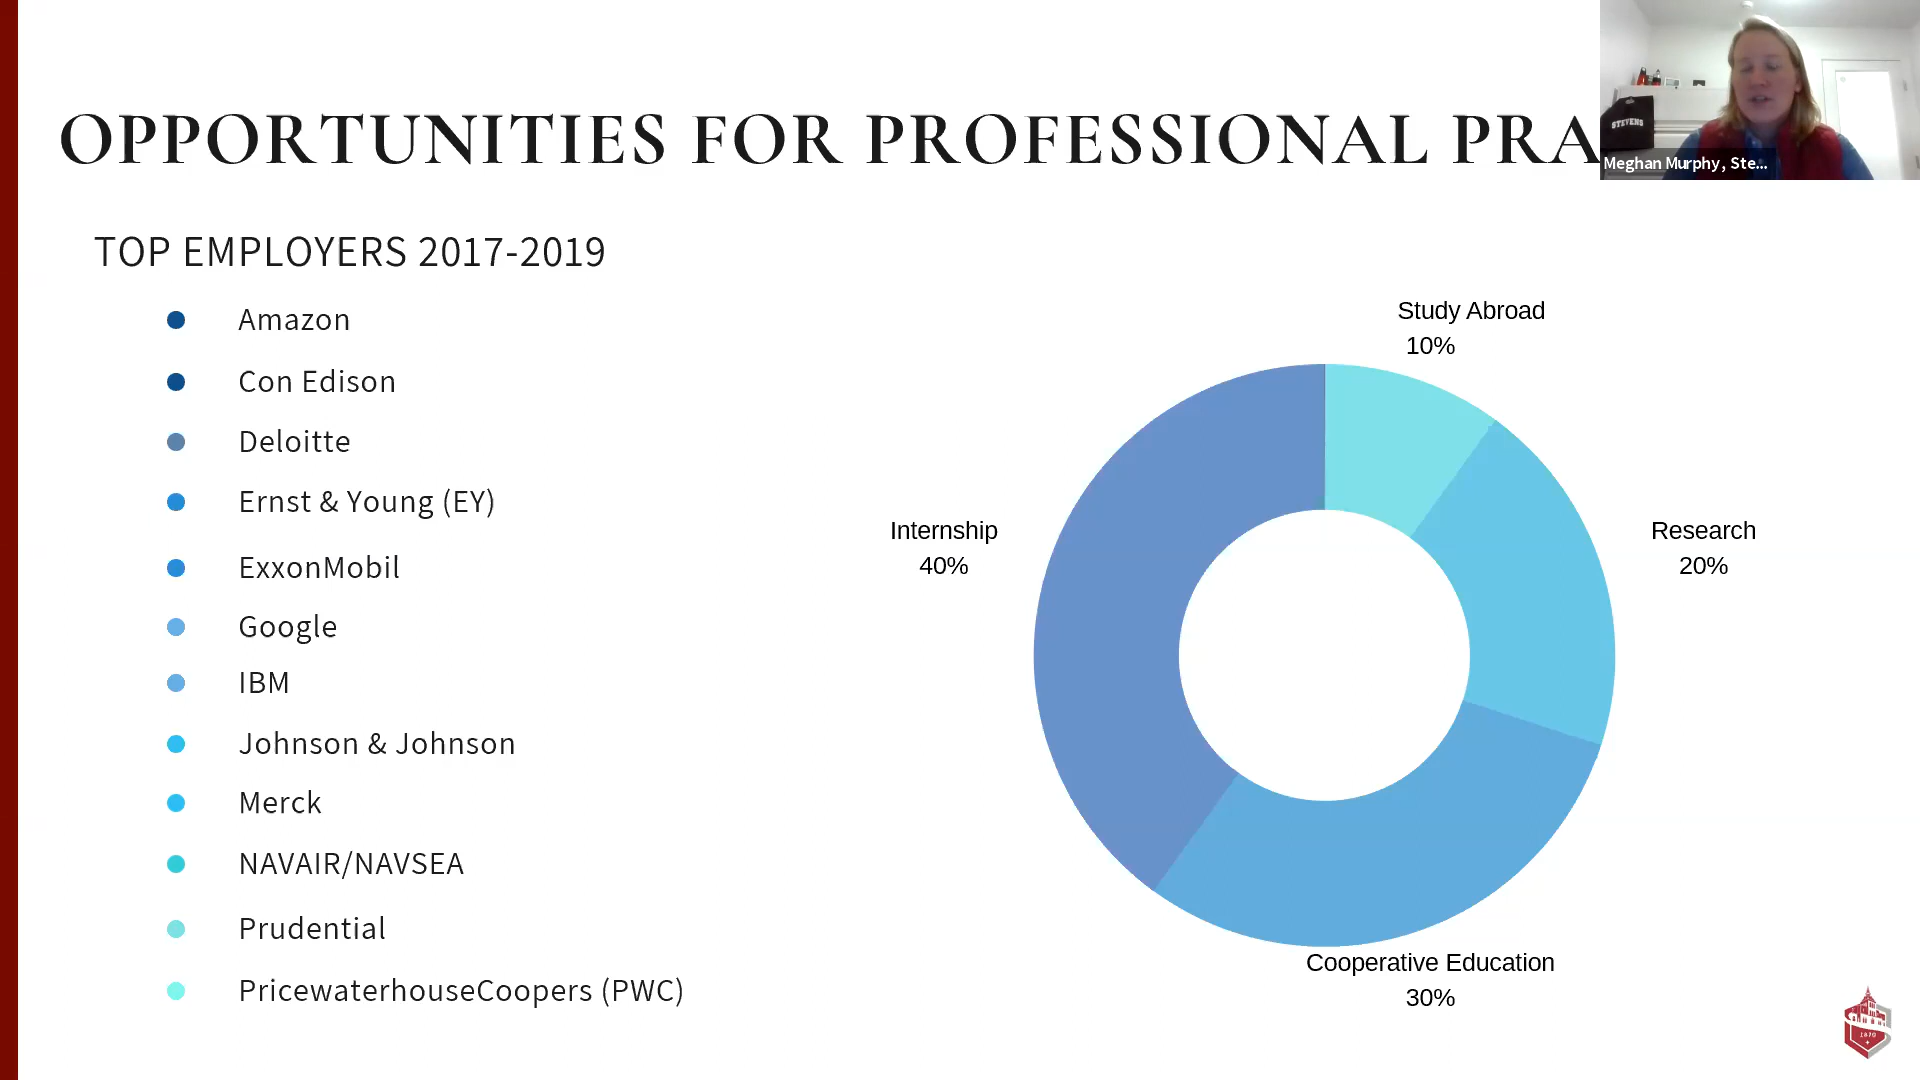 OPPORTUNITIES FOR PROFESSIONAL PRA
STEVENS
Meghan Murphy, Ste...
TOP EMPLOYERS 2017-2019
Amazon
Con Edison
Deloitte
Ernst & Young (EY)
ExxonMobil
Google
IBM
Johnson & Johnson
Merck
NAVAIR/NAVSEA
Prudential
PricewaterhouseCoopers (PWC)
Study Abroad
10%
Internship
40%
Research
20%
Cooperative Education
30%
1870